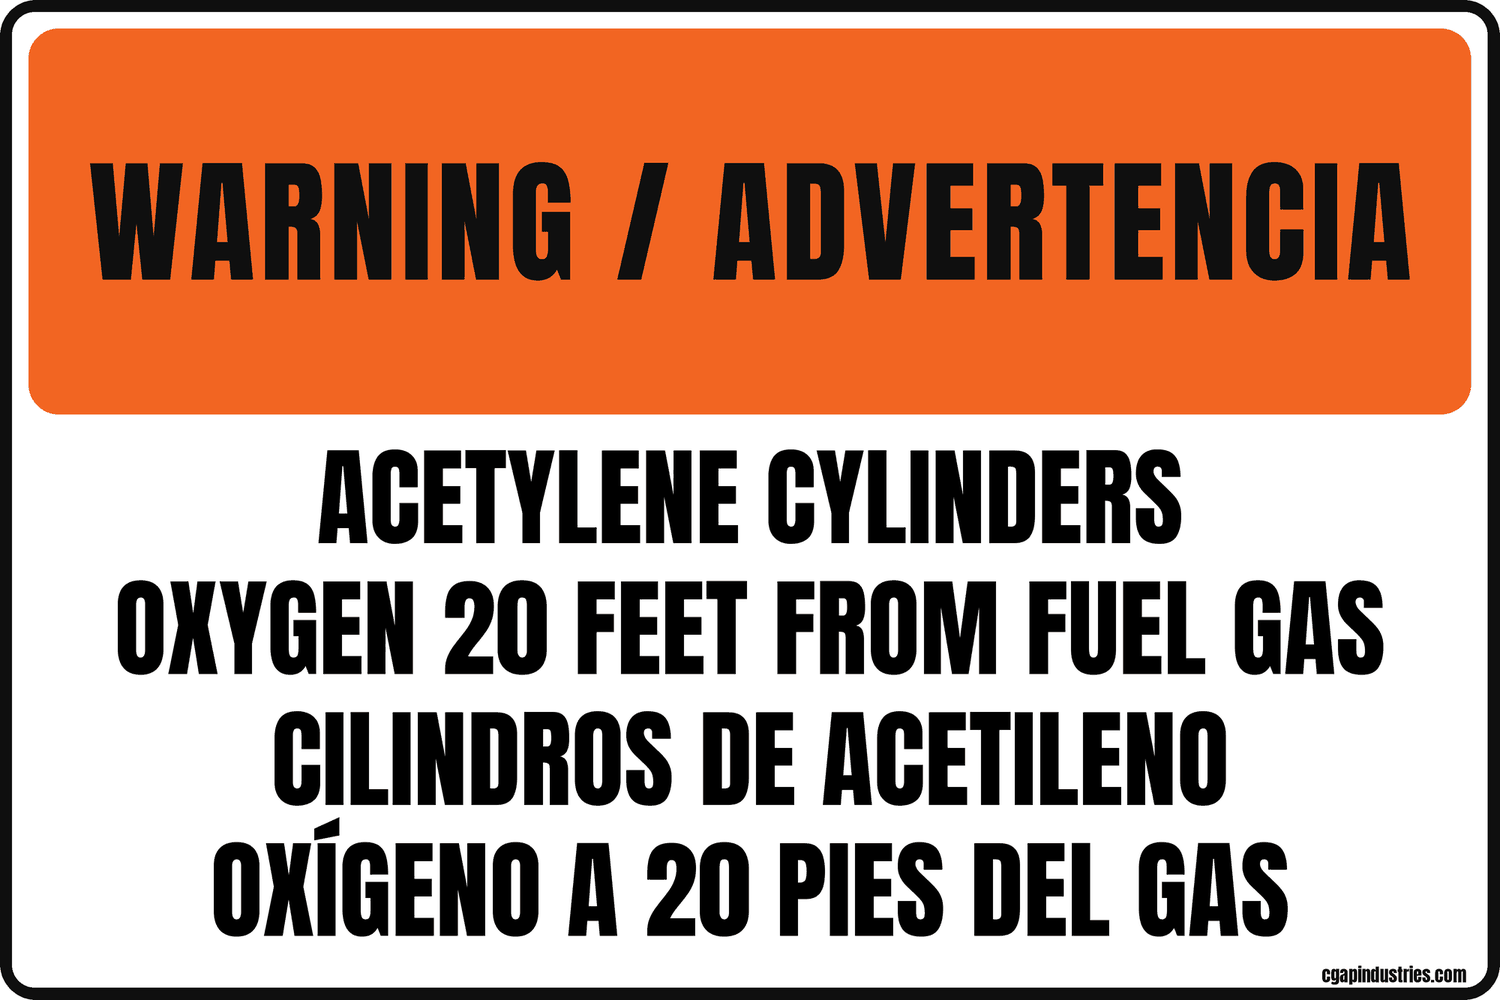 WARNING / ADVERTENCIA
ACETYLENE CYLINDERS
OXYGEN 20 FEET FROM FUEL GAS
CILINDROS DE ACETILENO
OXÍGENO A 20 PIES DEL GAS
cgapindustries.com